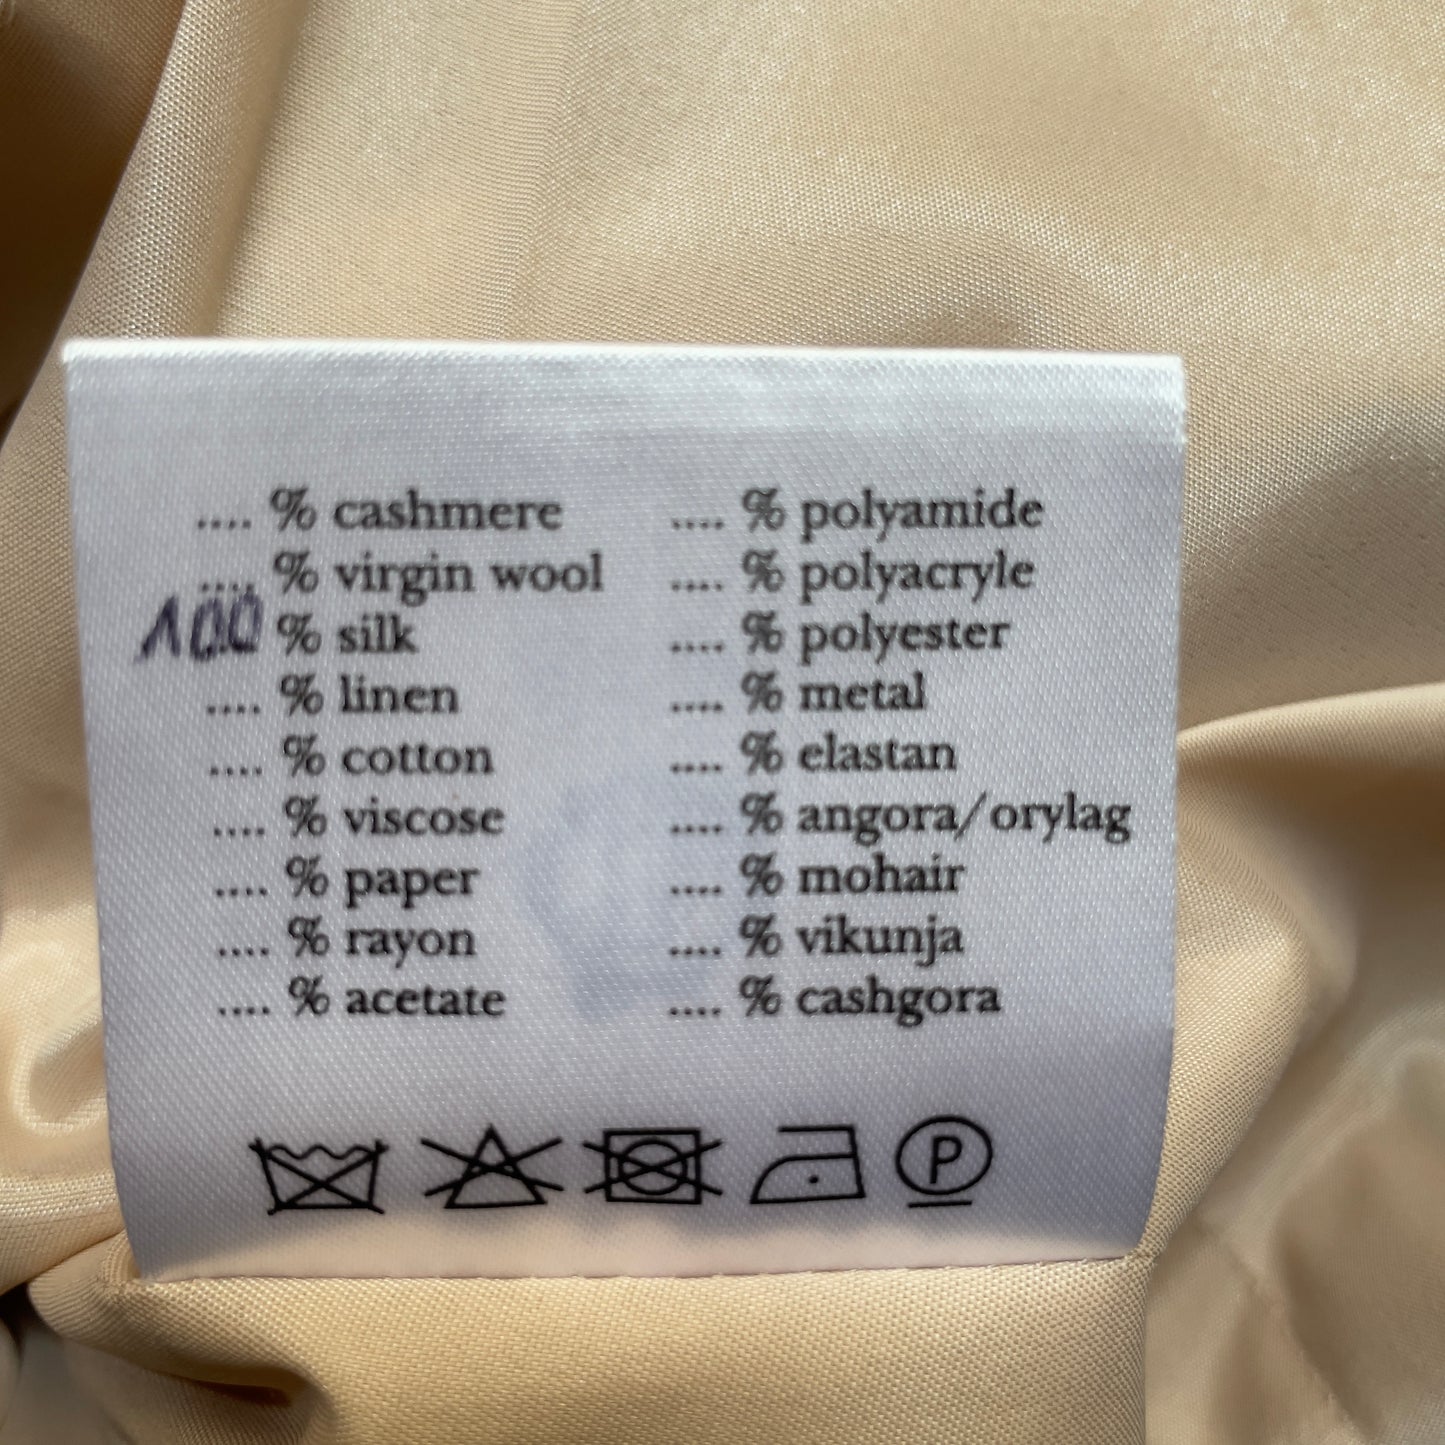 .... % cashmere
.... % virgin wool
100 % silk
.... % linen
.... % cotton
.... % viscose
.... % paper
.... % rayon
.... % acetate
.... % polyamide
.... % polyacryle
.... % polyester
.... % metal
.... % elastan
.... % angora/orylag
.... % mohair
.... % vikunja
.... % cashgora
P